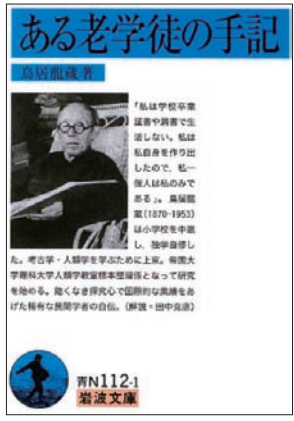 ある老学徒の手記
鳥居龍蔵著
「私は学校卒業
証書や肩書で生
活しない。私は
私自身を作り出
したので、私一
個人は私のみで
ある」。鳥居龍
蔵(1870-1953)
は小学校を中退
し、独学自修し
た。考古学・人類学を学ぶために上京。帝国大
学理科大学人類学教室標本整理係となって研究
を始める。飽くなき探究心で国際的な業績をあ
げた稀有な民間学者の自伝。(解説=田中克彦)
青N112-1
岩波文庫